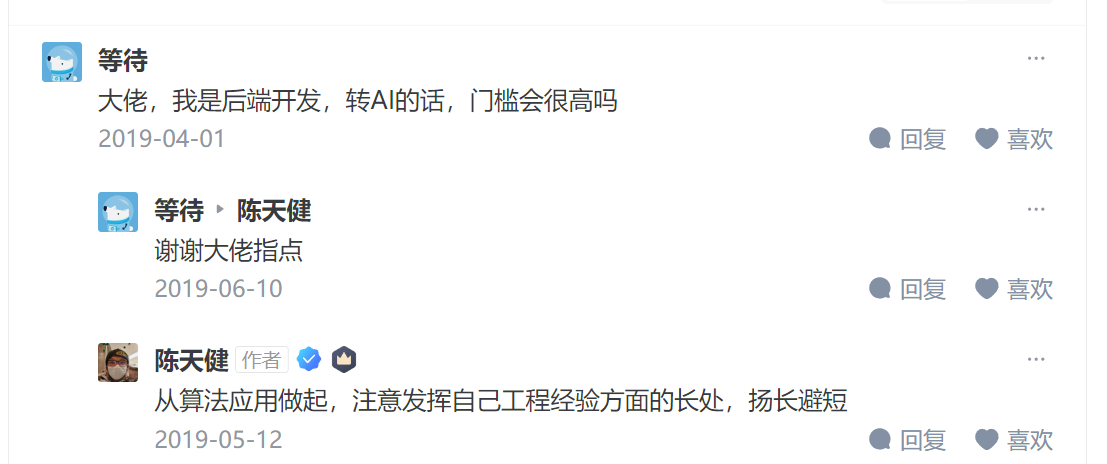 等待
大佬，我是后端开发，转AI的话，门槛会很高吗
2019-04-01 回复 喜欢
等待 陈天健
谢谢大佬指点
2019-06-10 回复 喜欢
陈天健 作者
从算法应用做起，注意发挥自己工程经验方面的长处，扬长避短
2019-05-12 回复 喜欢